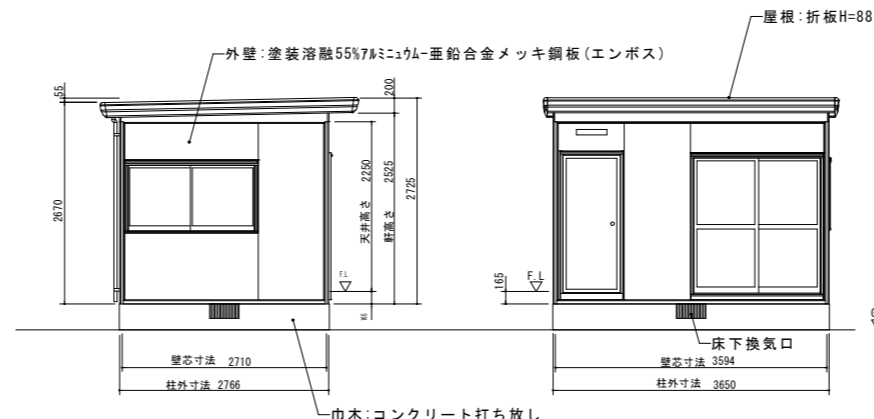 屋根:折板H=88
外壁:塗装溶融55%ｱﾙﾐﾆｭｳﾑｰ亜鉛合金メッキ鋼板(エンボス)
55
200
2670
天井高さ 2250
軒高さ 2525
2725
F.L
165
F.L
165
床下換気口
壁芯寸法 2710
柱外寸法 2766
壁芯寸法 3594
柱外寸法 3650
巾木:コンクリート打ち放し